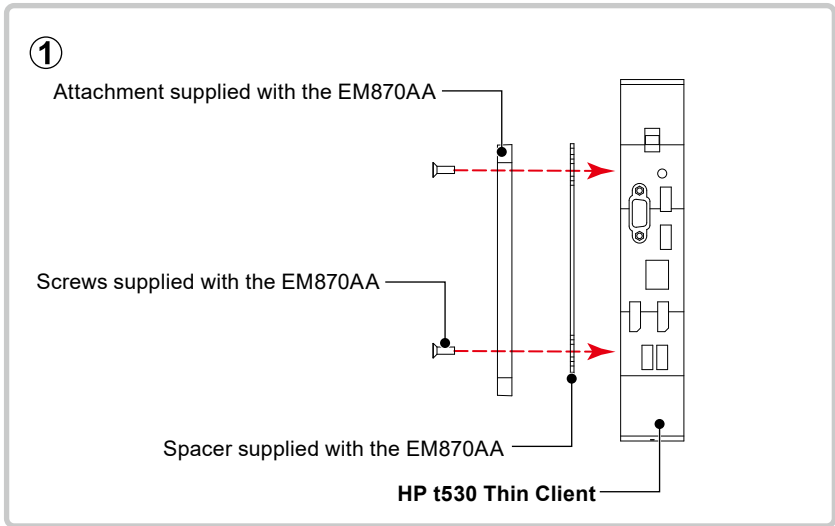 ①
Attachment supplied with the EM870AA
Screws supplied with the EM870AA
Spacer supplied with the EM870AA
HP t530 Thin Client